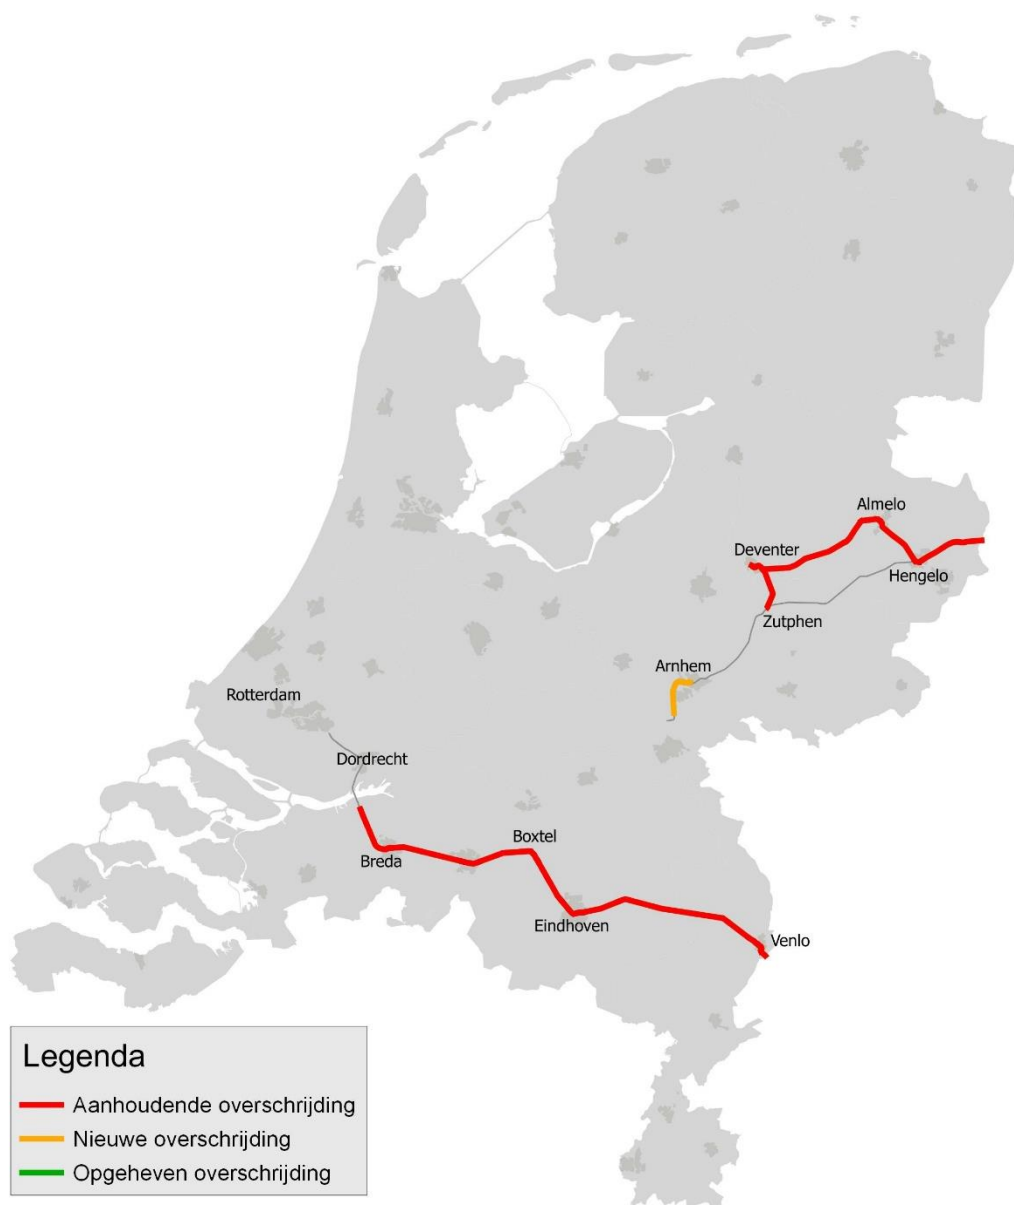 Almelo
Deventer
Hengelo
Zutphen
Arnhem
Rotterdam
Dordrecht
Boxtel
Breda
Eindhoven
Venlo
Legenda
Aanhoudende overschrijding
Nieuwe overschrijding
Opgeheven overschrijding